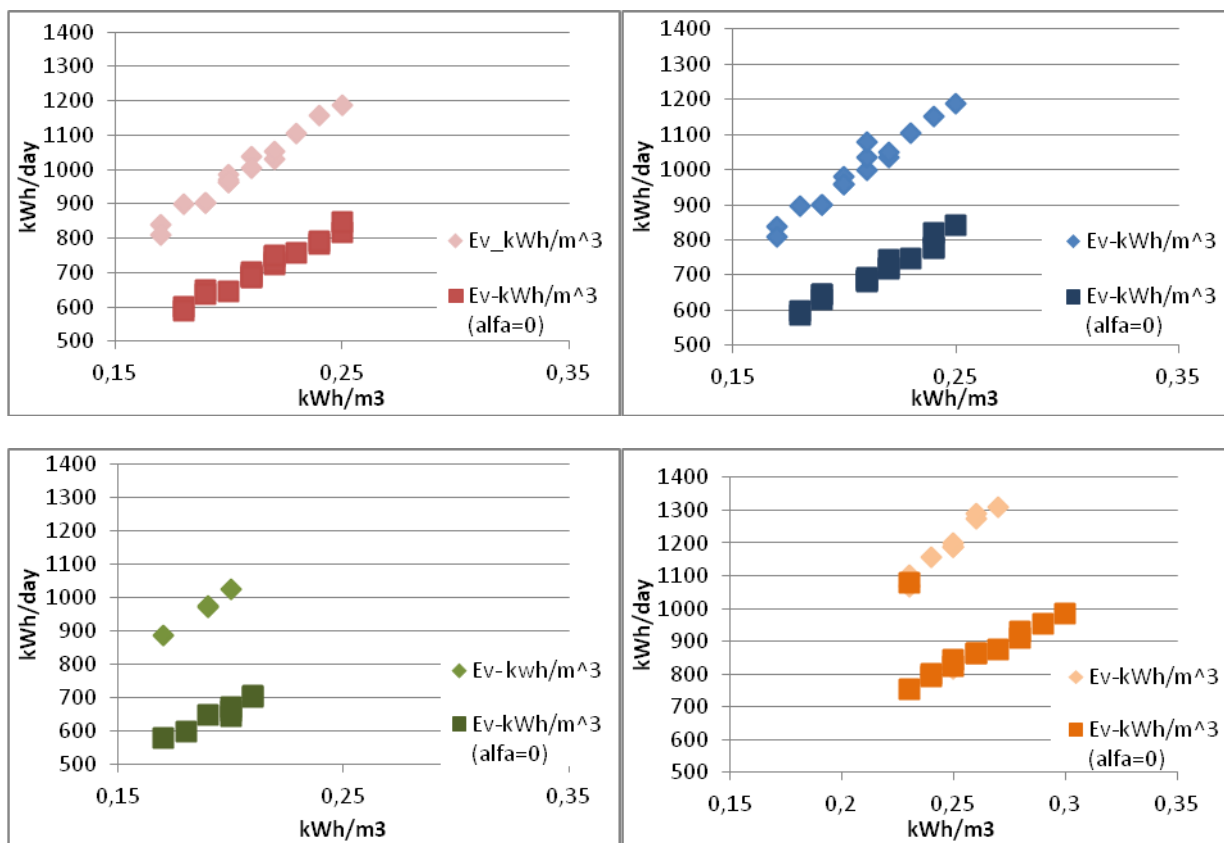 1400
1300
1200
1100
1000
900
800
700
600
500
kWh/day
0,15
0,25
0,35
kWh/m3
Ev_kWh/m^3
Ev-kWh/m^3
(alfa=0)
1400
1300
1200
1100
1000
900
800
700
600
500
kWh/day
0,15
0,25
0,35
kWh/m3
Ev-kWh/m^3
Ev-kWh/m^3
(alfa=0)
1400
1300
1200
1100
1000
900
800
700
600
500
kWh/day
0,15
0,25
0,35
kWh/m3
Ev-kwh/m^3
Ev-kWh/m^3
(alfa=0)
1400
1300
1200
1100
1000
900
800
700
600
500
kWh/day
0,15
0,2
0,25
0,3
0,35
kWh/m3
Ev-kWh/m^3
Ev-kWh/m^3
(alfa=0)